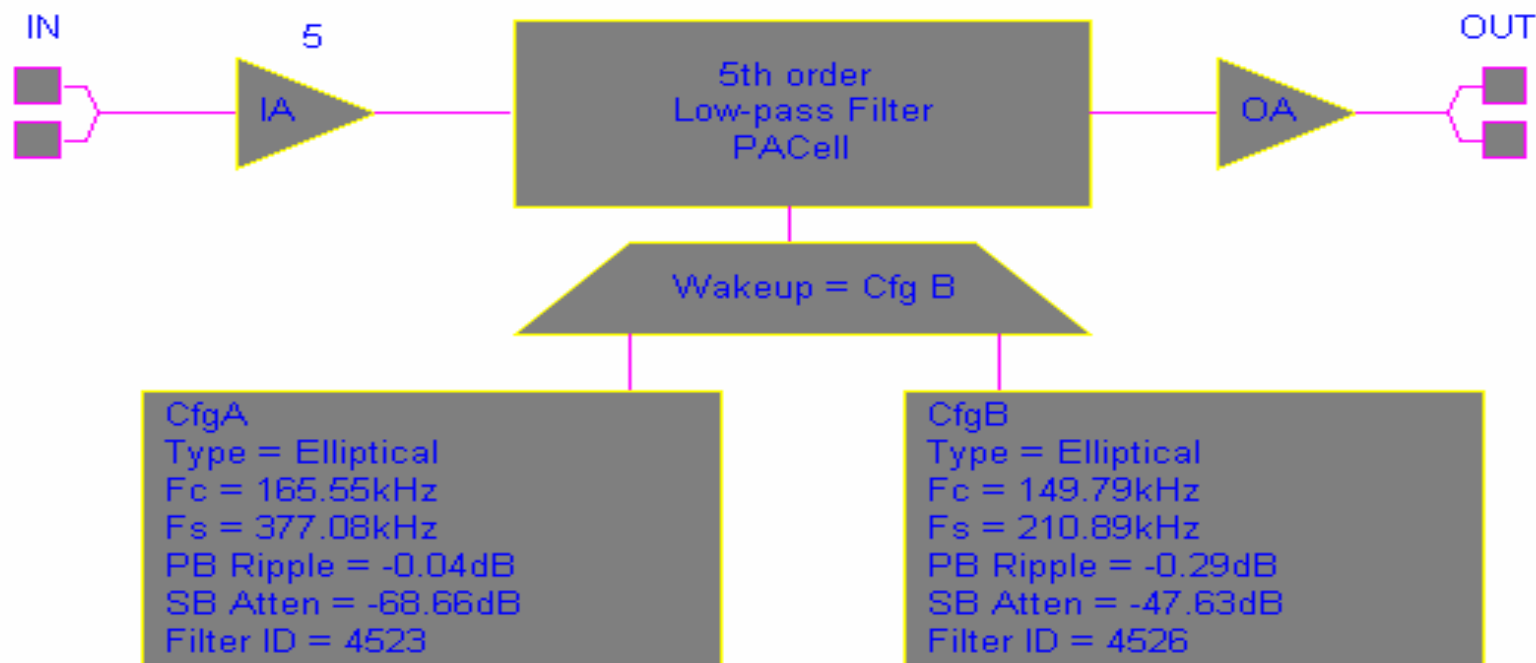 IN
5
OUT
IA
5th order
Low-pass Filter
PACell
OA
Wakeup = Cfg B
CfgA
Type = Elliptical
Fc = 165.55kHz
Fs = 377.08kHz
PB Ripple = -0.04dB
SB Atten = -68.66dB
Filter ID = 4523
CfgB
Type = Elliptical
Fc = 149.79kHz
Fs = 210.89kHz
PB Ripple = -0.29dB
SB Atten = -47.63dB
Filter ID = 4526